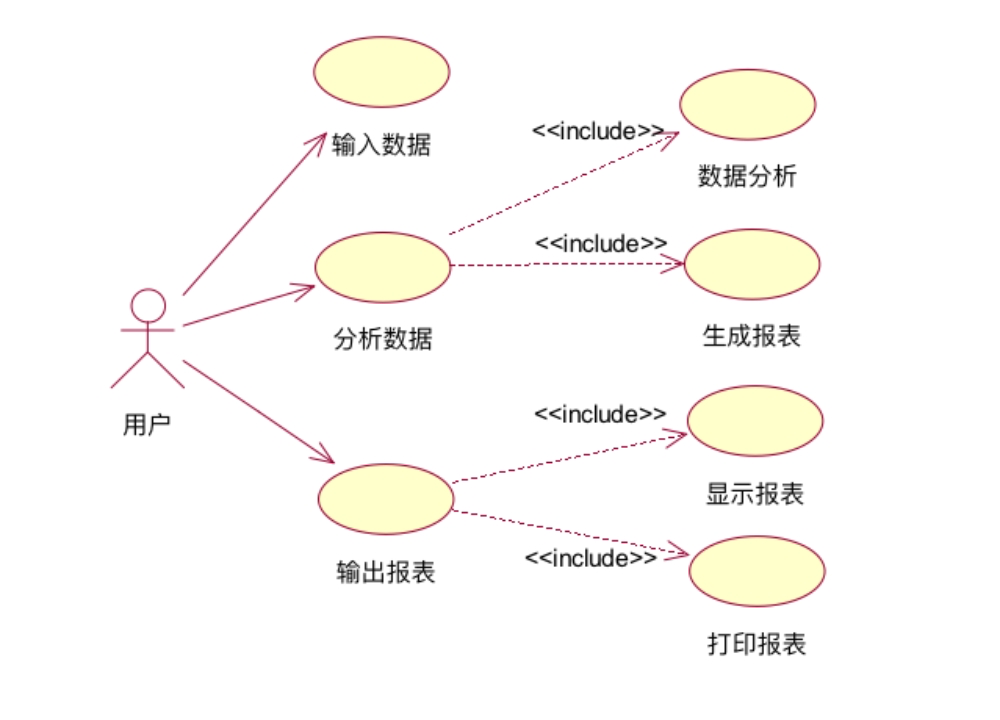 输入数据
<<include>>
数据分析
<<include>>
分析数据
生成报表
用户
<<include>>
显示报表
输出报表
<<include>>
打印报表